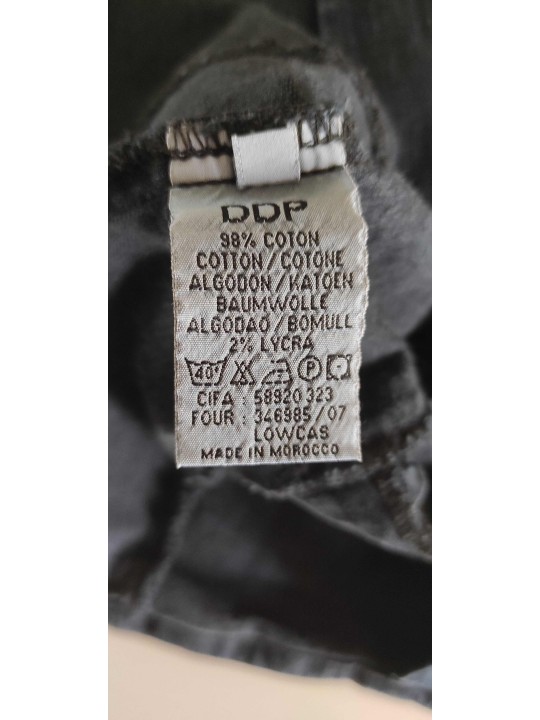 DDP
98% COTON
COTTON / COTONE
ALGODON / KATOEN
BAUMWOLLE
ALGODAO / BOMULL
2% LYCRA
40° P
CIFA : 58920 323
FOUR : 346985 / 07
LOWCAS
MADE IN MOROCCO